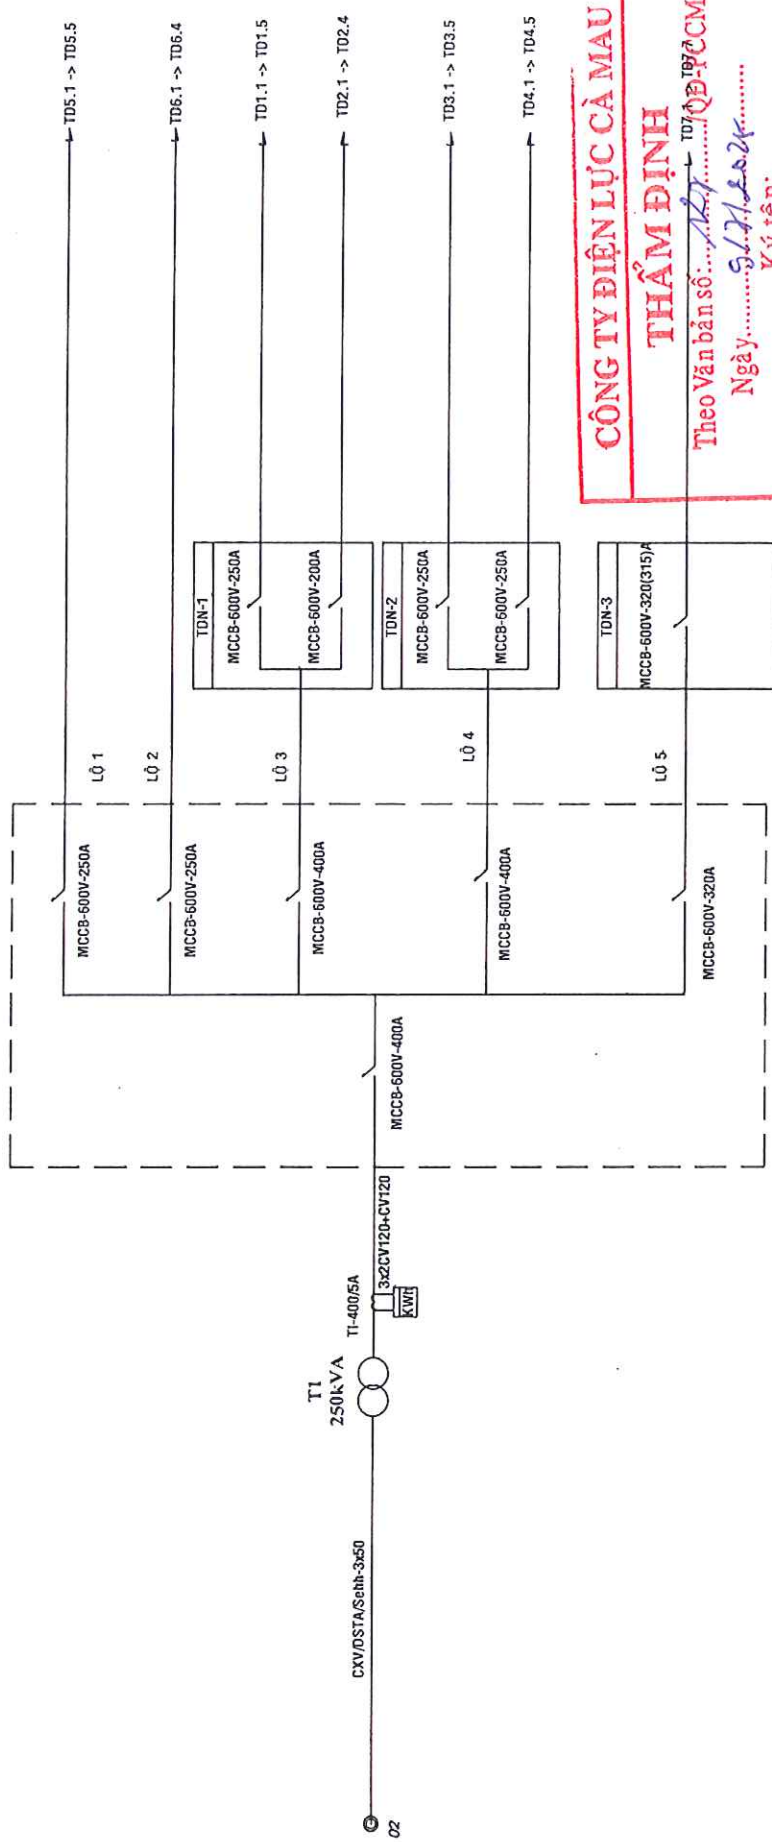 02
CXV/DSTA/Sehh-3x50
T1
250kVA
TI-400/5A
KWh
3x2CV120+CV120
MCCB-600V-400A
MCCB-600V-250A
LỘ 1
TD5.1 -> TD5.5
MCCB-600V-250A
LỘ 2
TD6.1 -> TD6.4
MCCB-600V-400A
LỘ 3
TDN-1
MCCB-600V-250A
TD1.1 -> TD1.5
MCCB-600V-200A
TD2.1 -> TD2.4
MCCB-600V-400A
LỘ 4
TDN-2
MCCB-600V-250A
TD3.1 -> TD3.5
MCCB-600V-250A
TD4.1 -> TD4.5
MCCB-600V-320A
LỘ 5
TDN-3
MCCB-600V-320(315)A
CÔNG TY ĐIỆN LỰC CÀ MAU
THẨM ĐỊNH
Theo Văn bản số: /QĐ-PCCM
Ngày
Ký tên: